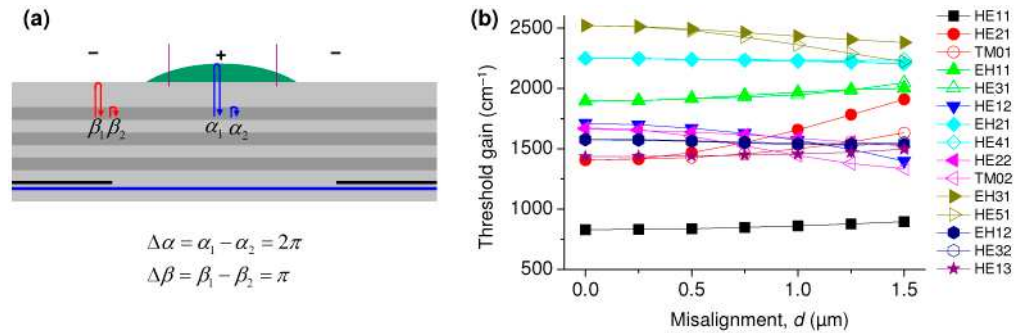 (a)
- + -
β1 β2 α1 α2
Δα = α1 − α2 = 2π
Δβ = β1 − β2 = π
(b)
Threshold gain (cm⁻¹)
2500
2000
1500
1000
500
0.0 0.5 1.0 1.5
Misalignment, d (μm)
HE11
HE21
TM01
EH11
HE31
HE12
EH21
HE41
HE22
TM02
EH31
HE51
EH12
HE32
HE13